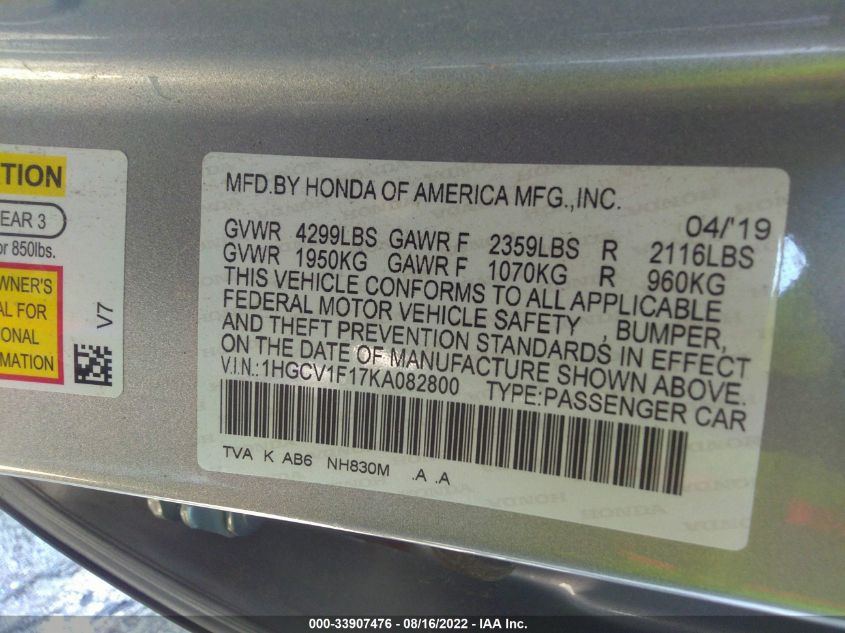 TION
EAR 3
or 850lbs.
WNER'S
AL FOR
IONAL
RMATION
V7
MFD.BY HONDA OF AMERICA MFG.,INC.
04/'19
GVWR 4299LBS GAWR F 2359LBS R 2116LBS
GVWR 1950KG GAWR F 1070KG R 960KG
THIS VEHICLE CONFORMS TO ALL APPLICABLE
FEDERAL MOTOR VEHICLE SAFETY , BUMPER,
AND THEFT PREVENTION STANDARDS IN EFFECT
ON THE DATE OF MANUFACTURE SHOWN ABOVE.
V.I.N.:1HGCV1F17KA082800 TYPE:PASSENGER CAR
TVA K AB6 NH830M .A .A
000-33907476 - 08/16/2022 - IAA Inc.